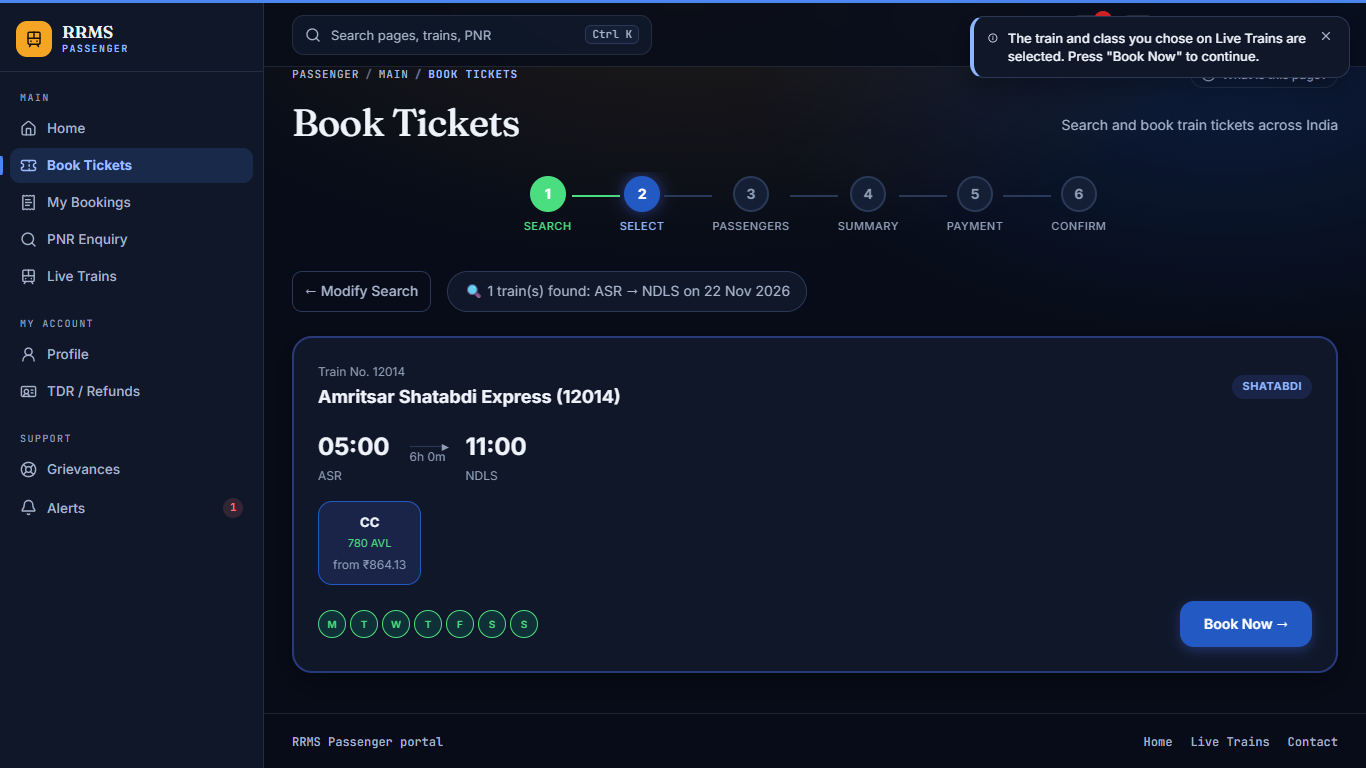 RRMS
PASSENGER
MAIN
Home
Book Tickets
My Bookings
PNR Enquiry
Live Trains
MY ACCOUNT
Profile
TDR / Refunds
SUPPORT
Grievances
Alerts
1
Search pages, trains, PNR
Ctrl K
The train and class you chose on Live Trains are
selected. Press "Book Now" to continue.
PASSENGER / MAIN / BOOK TICKETS
Book Tickets
Search and book train tickets across India
1
2
3
4
5
6
SEARCH
SELECT
PASSENGERS
SUMMARY
PAYMENT
CONFIRM
← Modify Search
1 train(s) found: ASR → NDLS on 22 Nov 2026
Train No. 12014
Amritsar Shatabdi Express (12014)
SHATABDI
05:00
6h 0m
11:00
ASR
NDLS
CC
780 AVL
from ₹864.13
M T W T F S S
Book Now →
RRMS Passenger portal
Home
Live Trains
Contact